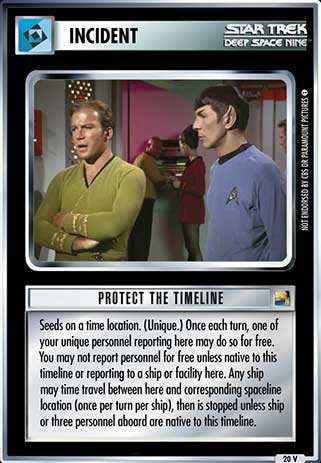 INCIDENT
STAR TREK
DEEP SPACE NINE
NOT ENDORSED BY CBS OR PARAMOUNT PICTURES
PROTECT THE TIMELINE
Seeds on a time location. (Unique.) Once each turn, one of
your unique personnel reporting here may do so for free.
You may not report personnel for free unless native to this
timeline or reporting to a ship or facility here. Any ship
may time travel between here and corresponding spaceline
location (once per turn per ship), then is stopped unless ship
or three personnel aboard are native to this timeline.
20 V